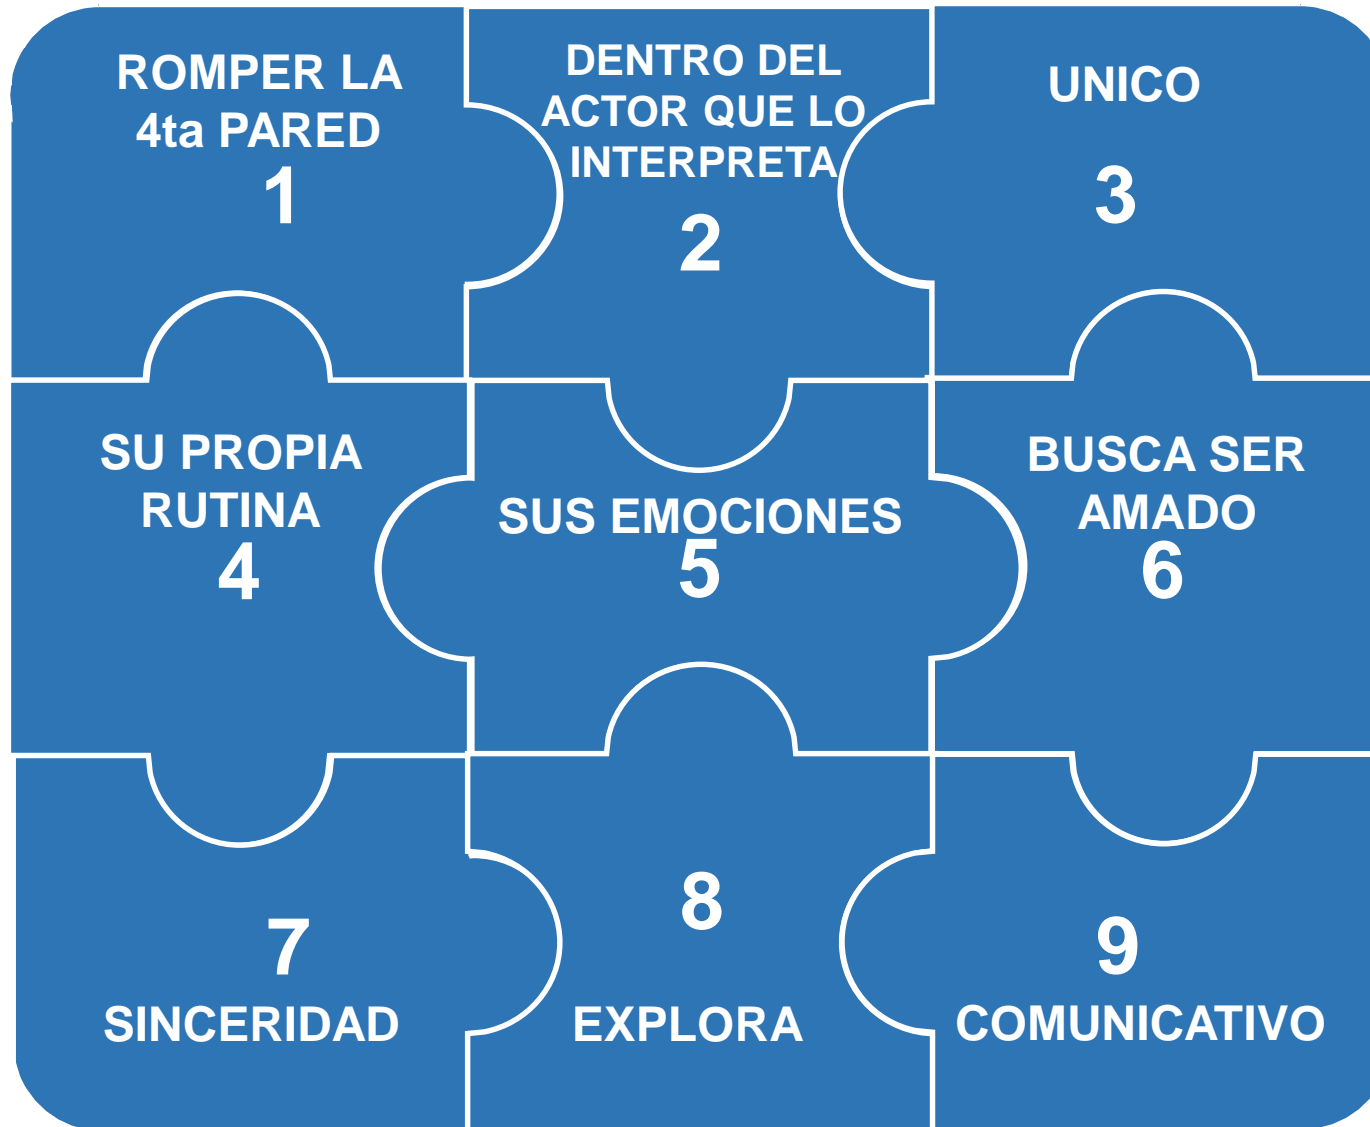 ROMPER LA
4ta PARED
1
DENTRO DEL
ACTOR QUE LO
INTERPRETA
2
UNICO
3
SU PROPIA
RUTINA
4
SUS EMOCIONES
5
BUSCA SER
AMADO
6
7
SINCERIDAD
8
EXPLORA
9
COMUNICATIVO